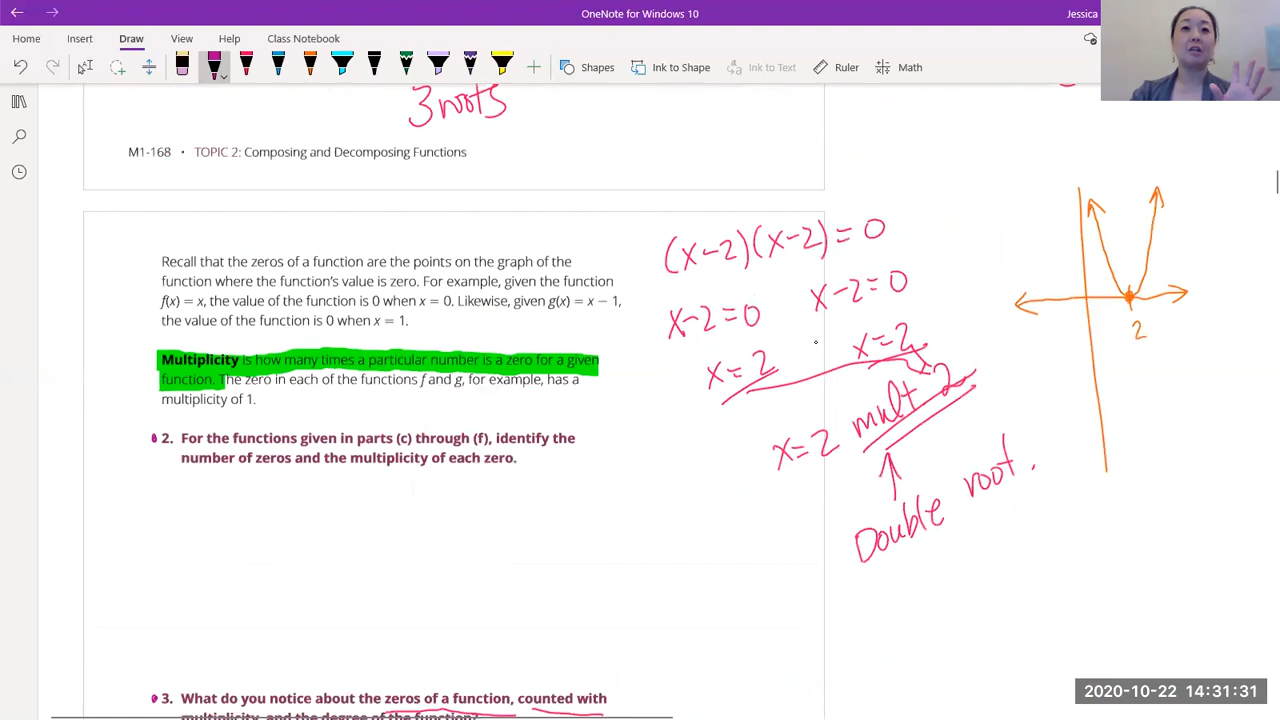 OneNote for Windows 10
Jessica
Home Insert Draw View Help Class Notebook
Shapes Ink to Shape Ink to Text Ruler Math
3 roots
M1-168 • TOPIC 2: Composing and Decomposing Functions
Recall that the zeros of a function are the points on the graph of the
function where the function's value is zero. For example, given the function
f(x) = x, the value of the function is 0 when x = 0. Likewise, given g(x) = x − 1,
the value of the function is 0 when x = 1.
Multiplicity is how many times a particular number is a zero for a given
function. The zero in each of the functions f and g, for example, has a
multiplicity of 1.
2. For the functions given in parts (c) through (f), identify the
number of zeros and the multiplicity of each zero.
3. What do you notice about the zeros of a function, counted with
multiplicity, and the degree of the function?
(x-2)(x-2)=0
x-2=0 x-2=0
x=2 x=2
x=2 mult 2
Double root.
2
2020-10-22 14:31:31